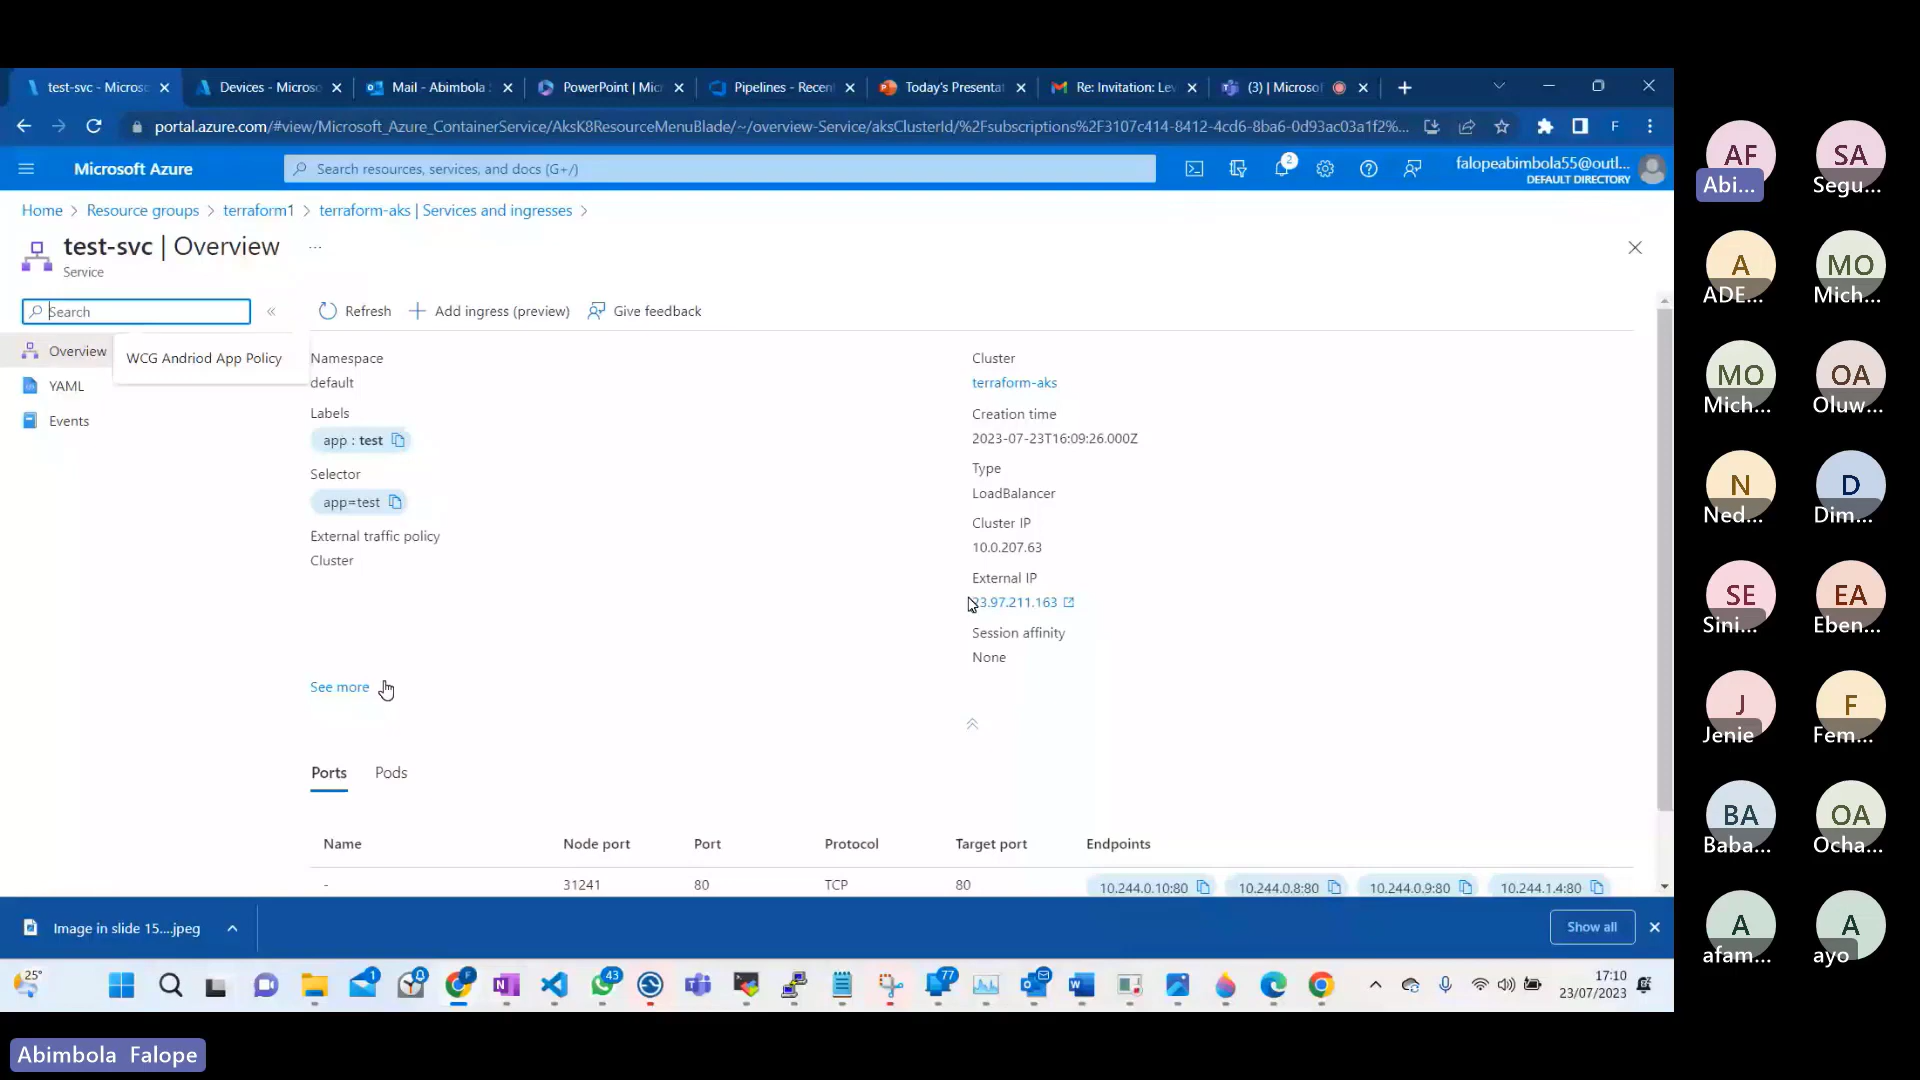 test-svc - Micros
Devices - Micros
Mail - Abimbola
PowerPoint | Mic
Pipelines - Recen
Today's Presenta
Re: Invitation: Lev
(3) | Microso
portal.azure.com/#view/Microsoft_Azure_ContainerService/AksK8ResourceMenuBlade/~/overview-Service/aksClusterId/%2Fsubscriptions%2F3107c414-8412-4cd6-8ba6-0d93ac03a1f2%...
F
Microsoft Azure
Search resources, services, and docs (G+/)
2
falopeabimbola55@outl...
DEFAULT DIRECTORY
Home > Resource groups > terraform1 > terraform-aks | Services and ingresses >
test-svc | Overview ...
Service
Search
«
Refresh
Add ingress (preview)
Give feedback
Overview
WCG Andriod App Policy
YAML
Events
Namespace
default
Labels
app : test
Selector
app=test
External traffic policy
Cluster
See more
Cluster
terraform-aks
Creation time
2023-07-23T16:09:26.000Z
Type
LoadBalancer
Cluster IP
10.0.207.63
External IP
3.97.211.163
Session affinity
None
Ports
Pods
Name Node port Port Protocol Target port Endpoints
- 31241 80 TCP 80 10.244.0.10:80 10.244.0.8:80 10.244.0.9:80 10.244.1.4:80
Image in slide 15....jpeg
Show all
25°
1
F
43
77
17:10
23/07/2023
AF
Abi...
SA
Segu...
A
ADE...
MO
Mich...
MO
Mich...
OA
Oluw...
N
Ned...
D
Dim...
SE
Sini...
EA
Eben...
J
Jenie
F
Fem...
BA
Baba...
OA
Ocha...
A
afam...
A
ayo
Abimbola Falope